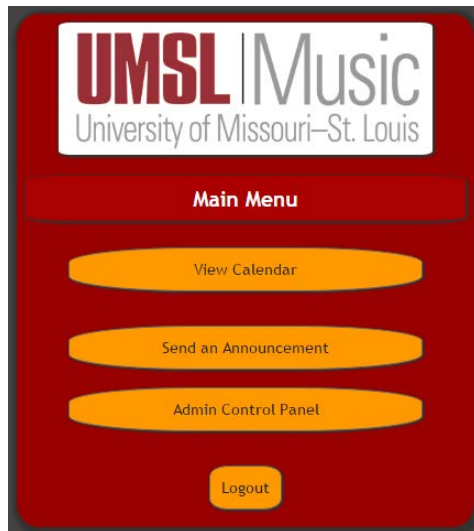 UMSL Music
University of Missouri–St. Louis
Main Menu
View Calendar
Send an Announcement
Admin Control Panel
Logout